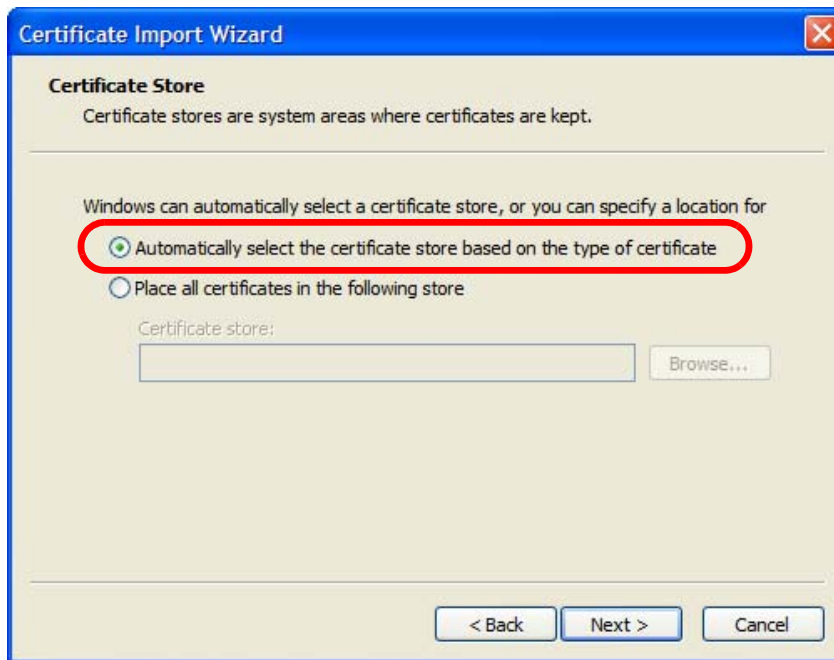 Certificate Import Wizard
Certificate Store
Certificate stores are system areas where certificates are kept.
Windows can automatically select a certificate store, or you can specify a location for
Automatically select the certificate store based on the type of certificate
Place all certificates in the following store
Certificate store:
Browse...
< Back Next > Cancel